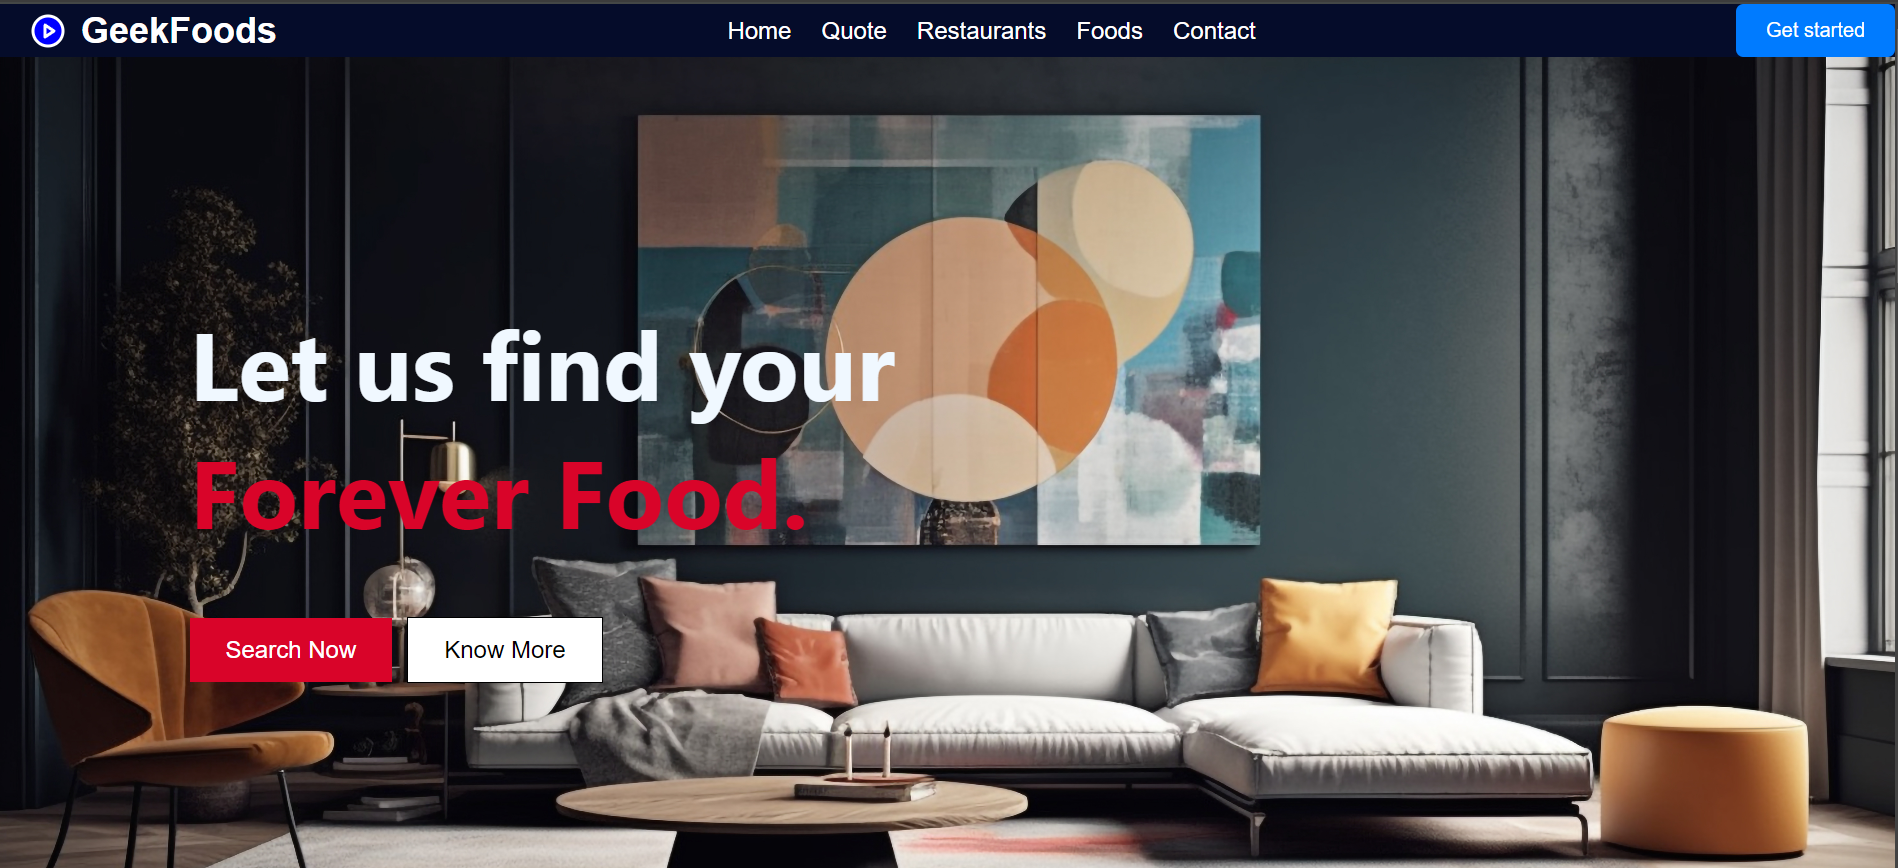 GeekFoods
Home Quote Restaurants Foods Contact
Get started
Let us find your
Forever Food.
Search Now
Know More